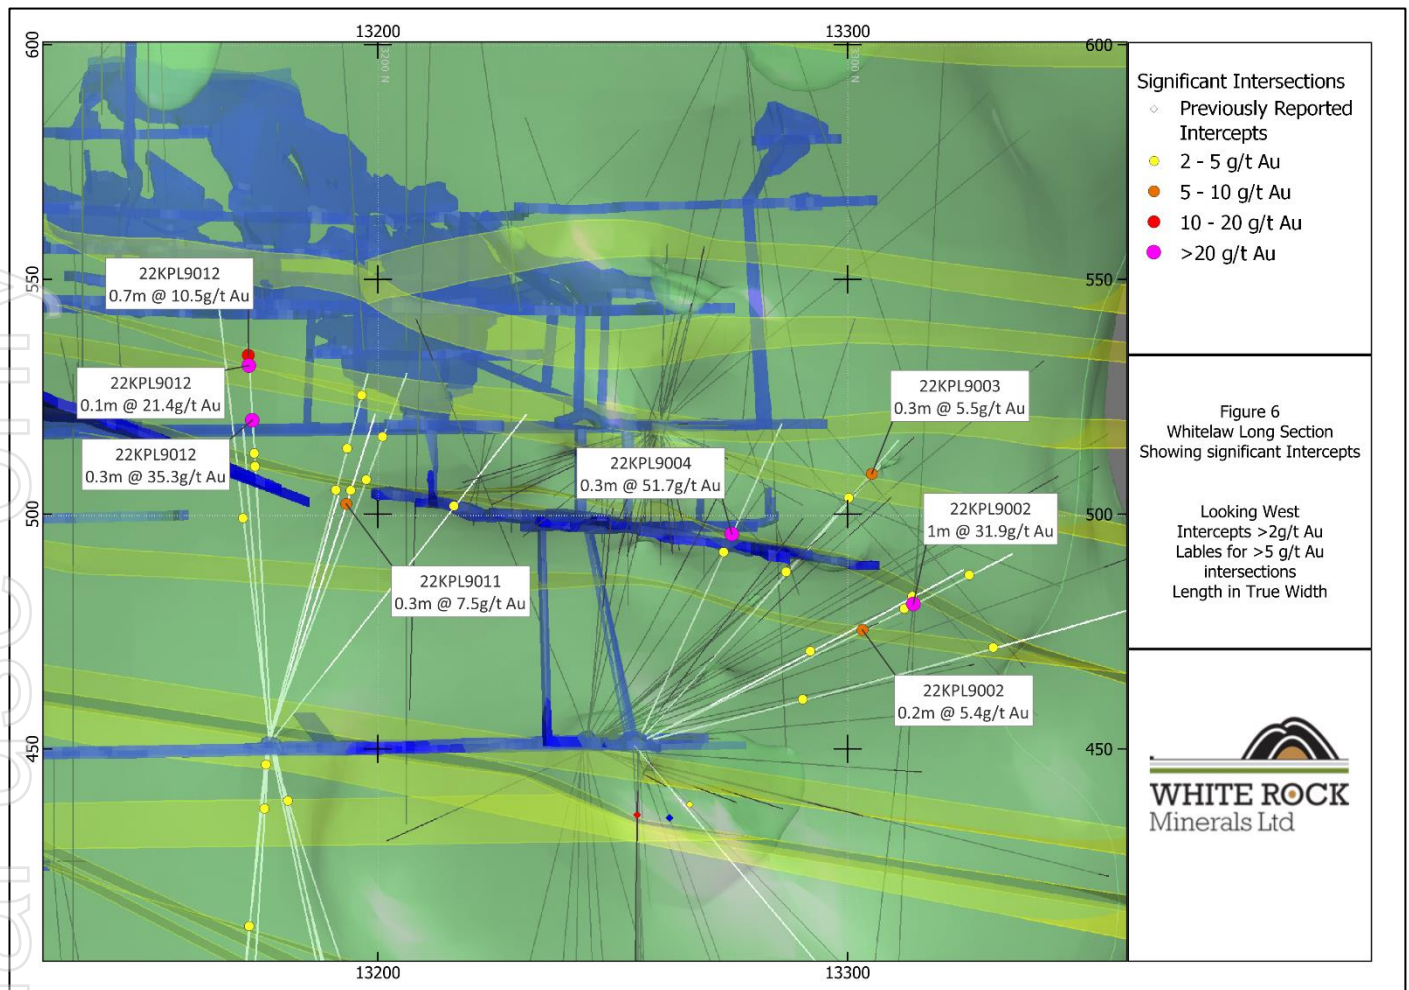 13200
13300
600
600
13200 N
13300 N
Significant Intersections
Previously Reported
Intercepts
2 - 5 g/t Au
5 - 10 g/t Au
10 - 20 g/t Au
>20 g/t Au
22KPL9012
0.7m @ 10.5g/t Au
550
550
22KPL9012
0.1m @ 21.4g/t Au
22KPL9003
0.3m @ 5.5g/t Au
Figure 6
Whitelaw Long Section
Showing significant Intercepts
22KPL9012
0.3m @ 35.3g/t Au
22KPL9004
0.3m @ 51.7g/t Au
22KPL9002
1m @ 31.9g/t Au
500
500
Looking West
Intercepts >2g/t Au
Lables for >5 g/t Au
intersections
Length in True Width
22KPL9011
0.3m @ 7.5g/t Au
22KPL9002
0.2m @ 5.4g/t Au
450
450
WHITE ROCK
Minerals Ltd
13200
13300